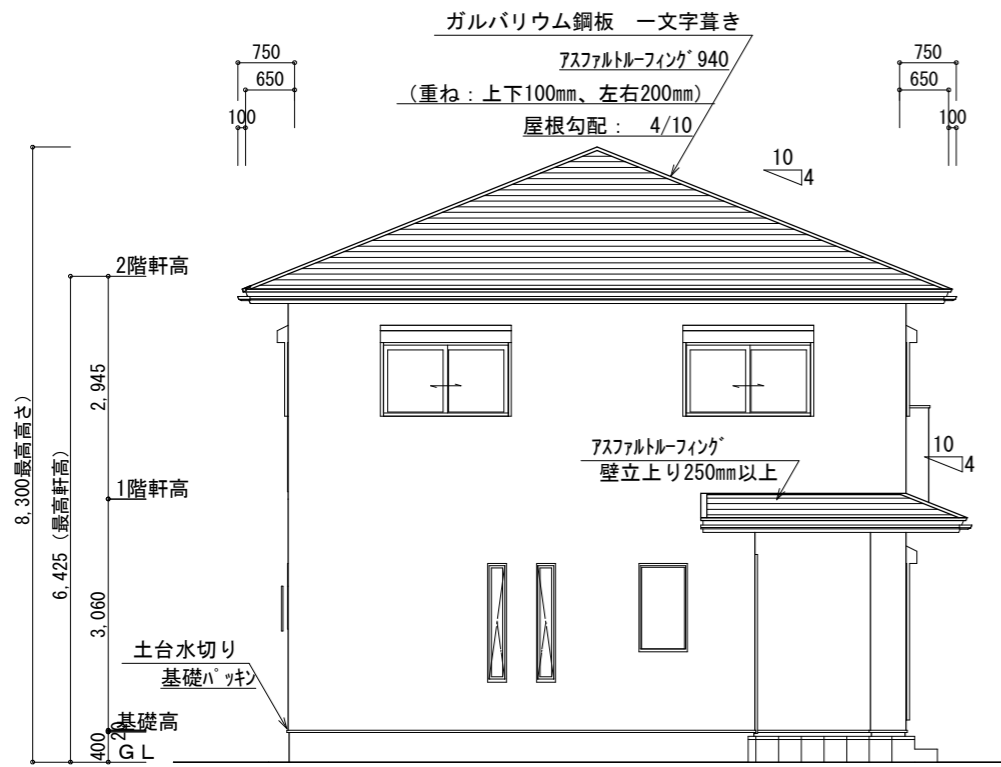 ガルバリウム鋼板　一文字葺き
アスファルトルーフィング 940
（重ね：上下100mm、左右200mm）
屋根勾配：　4/10
750
650
100
750
650
100
10
4
2階軒高
2,945
8,300最高高さ
6,425（最高軒高）
1階軒高
3,060
アスファルトルーフィング
壁立上り250mm以上
10
4
土台水切り
基礎パッキン
基礎高
20
400
ＧＬ